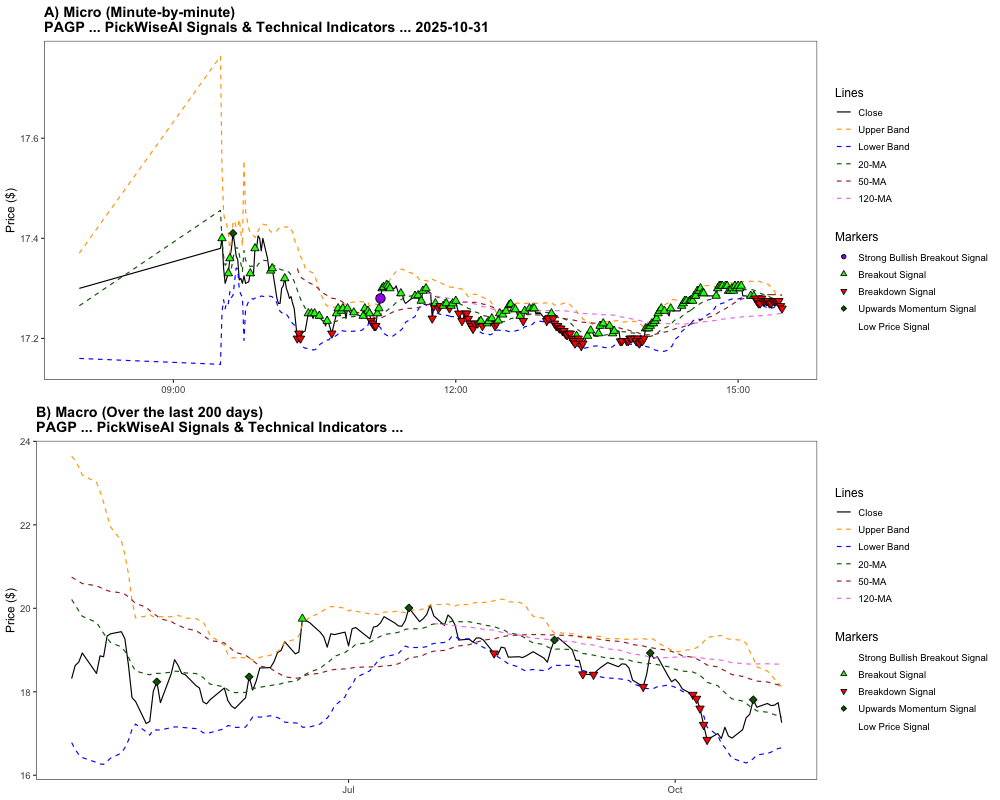 A) Micro (Minute-by-minute)
PAGP ... PickWiseAI Signals & Technical Indicators ... 2025-10-31
Price ($)
17.6
17.4
17.2
09:00
12:00
15:00
Lines
Close
Upper Band
Lower Band
20-MA
50-MA
120-MA
Markers
Strong Bullish Breakout Signal
Breakout Signal
Breakdown Signal
Upwards Momentum Signal
Low Price Signal
B) Macro (Over the last 200 days)
PAGP ... PickWiseAI Signals & Technical Indicators ...
Price ($)
24
22
20
18
16
Jul
Oct
Lines
Close
Upper Band
Lower Band
20-MA
50-MA
120-MA
Markers
Strong Bullish Breakout Signal
Breakout Signal
Breakdown Signal
Upwards Momentum Signal
Low Price Signal